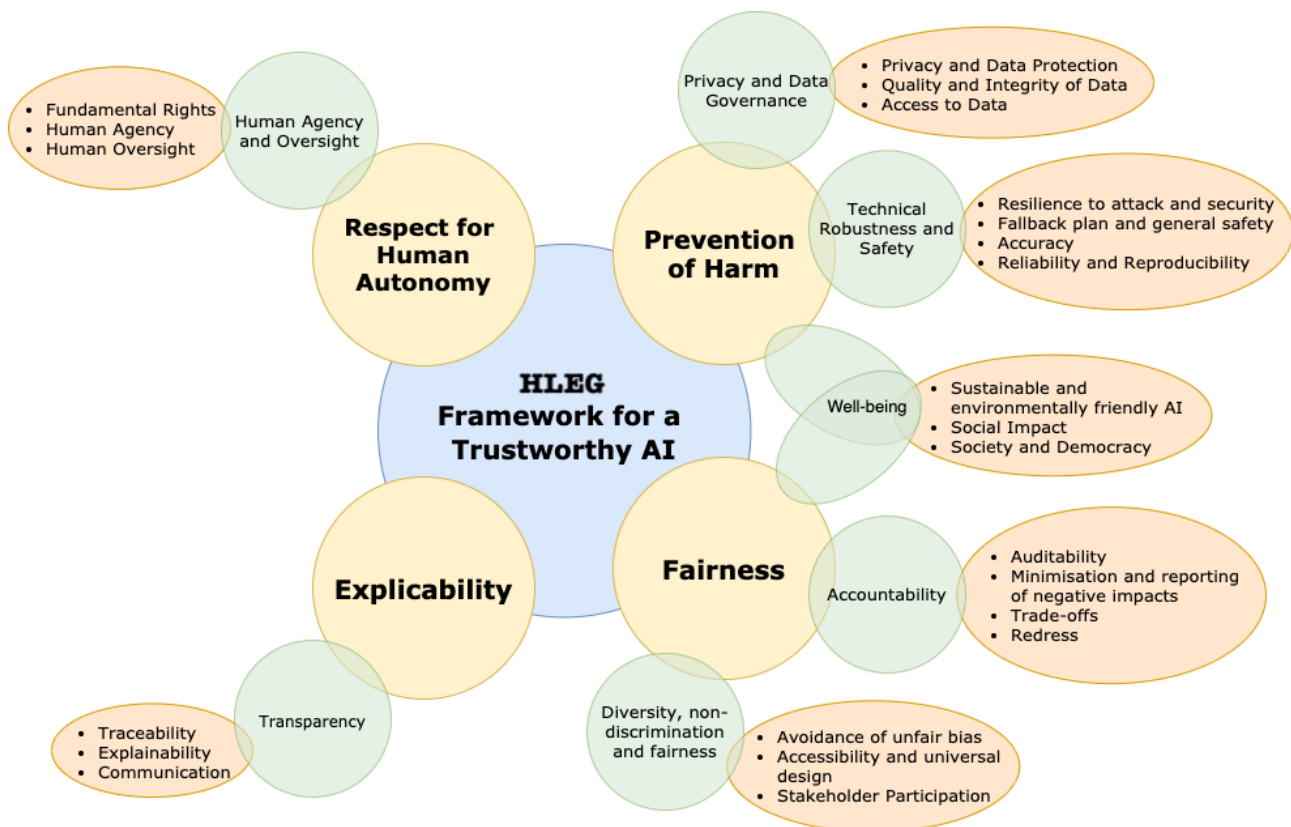 Privacy and Data
Governance
• Privacy and Data Protection
• Quality and Integrity of Data
• Access to Data
• Fundamental Rights
• Human Agency
• Human Oversight
Human Agency
and Oversight
Respect for
Human
Autonomy
Prevention
of Harm
Technical
Robustness and
Safety
• Resilience to attack and security
• Fallback plan and general safety
• Accuracy
• Reliability and Reproducibility
HLEG
Framework for a
Trustworthy AI
Well-being
• Sustainable and
environmentally friendly AI
• Social Impact
• Society and Democracy
Explicability
Fairness
Accountability
• Auditability
• Minimisation and reporting
of negative impacts
• Trade-offs
• Redress
Transparency
• Traceability
• Explainability
• Communication
Diversity, non-
discrimination
and fairness
• Avoidance of unfair bias
• Accessibility and universal
design
• Stakeholder Participation